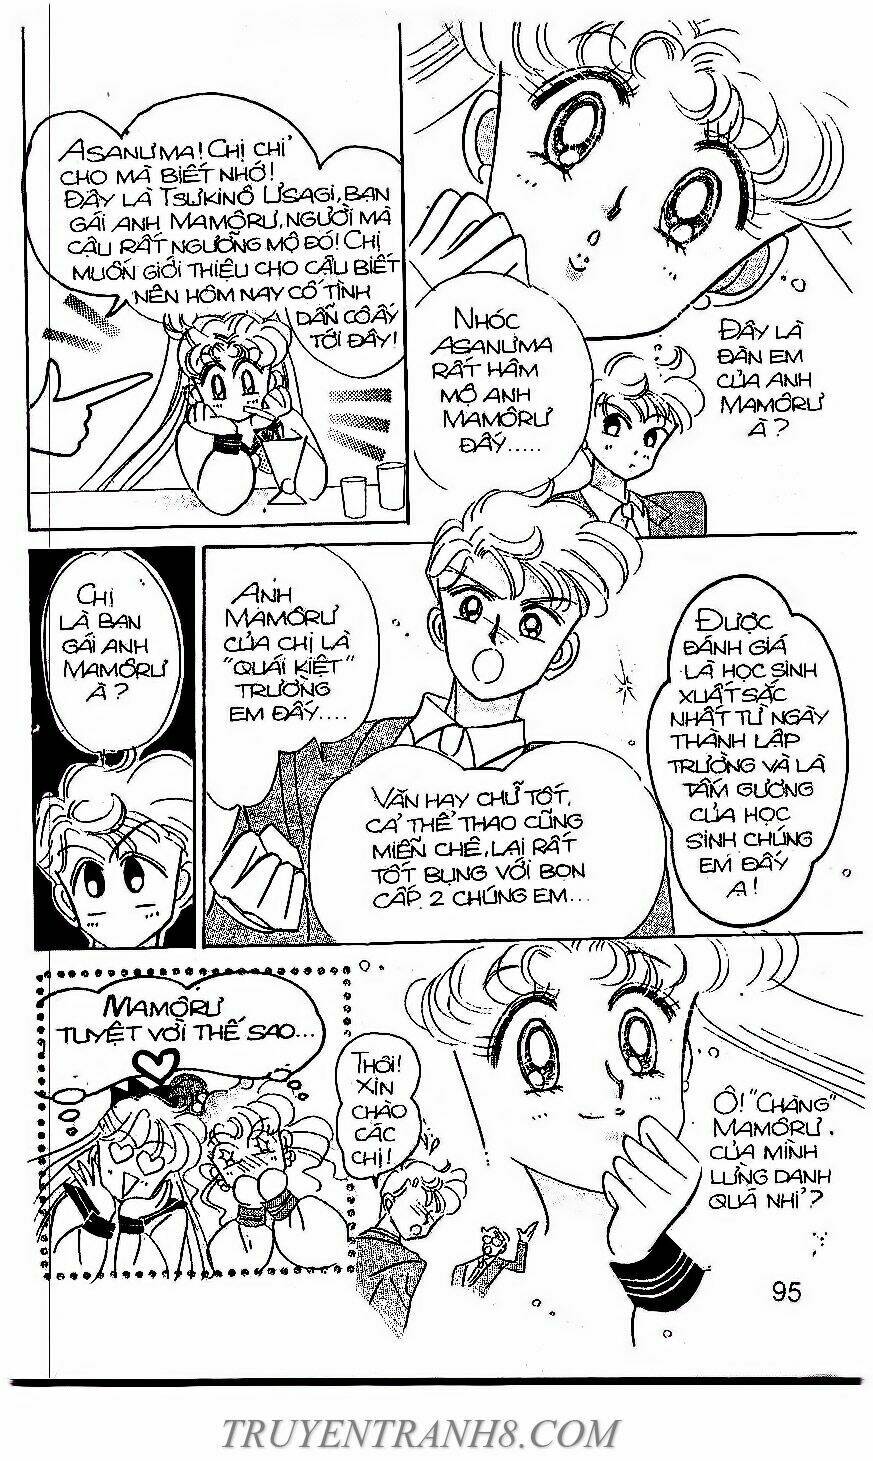 ASANƯMA! CHỊ CHỈ
CHO MÀ BIẾT NHỚ!
ĐÂY LÀ TSƯKINÔ ƯSAGI, BẠN
GÁI ANH MAMÔRƯ, NGƯỜI MÀ
CẬU RẤT NGƯỠNG MỘ ĐÓ! CHỊ
MUỐN GIỚI THIỆU CHO CẬU BIẾT
NÊN HÔM NAY CỐ TÌNH
DẪN CÔ ẤY
TỚI ĐÂY!
NHÓC
ASANƯMA
RẤT HÂM
MỘ ANH
MAMÔRƯ
ĐẤY.....
ĐÂY LÀ
ĐÀN EM
CỦA ANH
MAMÔRƯ
À?
CHỊ
LÀ BẠN
GÁI ANH
MAMÔRƯ
À?
ANH
MAMÔRƯ
CỦA CHỊ LÀ
"QUÁI KIỆT"
TRƯỜNG
EM ĐẤY....
VĂN HAY CHỮ TỐT,
CẢ THỂ THAO CŨNG
MIỄN CHÊ, LẠI RẤT
TỐT BỤNG VỚI BỌN
CẤP 2 CHÚNG EM...
ĐƯỢC
ĐÁNH GIÁ
LÀ HỌC SINH
XUẤT SẮC
NHẤT TỪ NGÀY
THÀNH LẬP
TRƯỜNG VÀ LÀ
TẤM GƯƠNG
CỦA HỌC
SINH CHÚNG
EM ĐẤY
Ạ!
MAMÔRƯ
TUYỆT VỜI THẾ SAO...
THÔI!
XIN
CHÀO
CÁC
CHỊ!
Ô! "CHÀNG"
MAMÔRƯ
CỦA MÌNH
LỪNG DANH
QUÁ NHỈ?
95
TRUYENTRANH8.COM